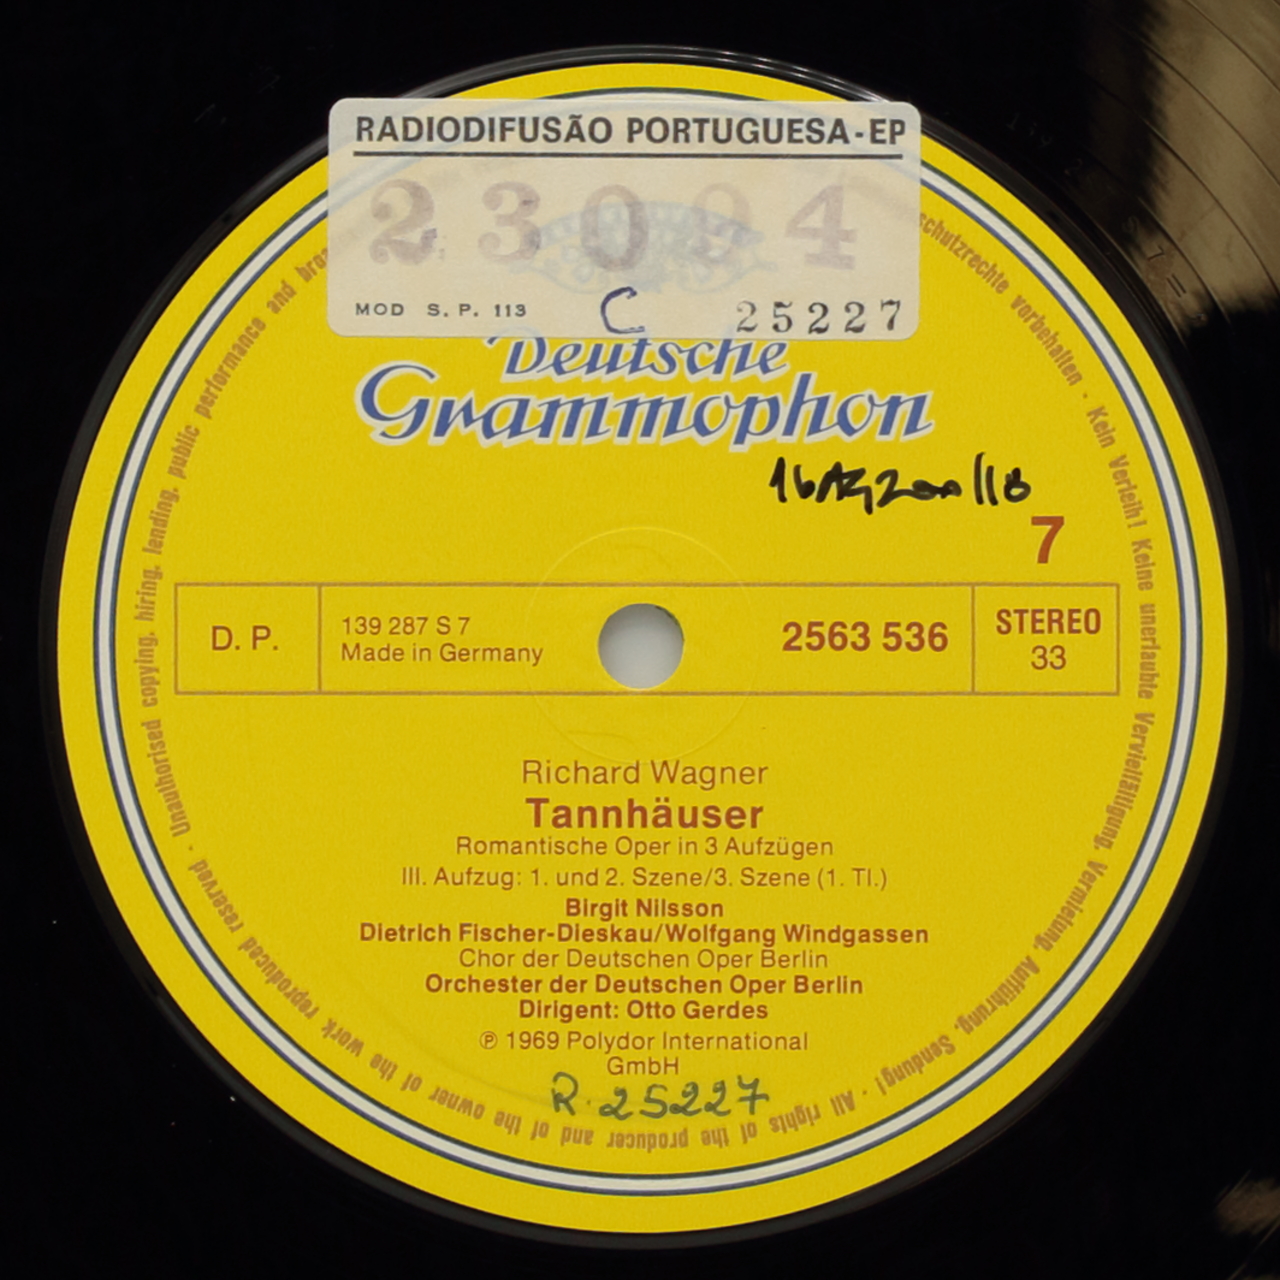 RADIODIFUSÃO PORTUGUESA-EP
23094
MOD S. P. 113
C
25227
Deutsche
Grammophon
7
D. P.
139 287 S 7
Made in Germany
2563 536
STEREO
33
Richard Wagner
Tannhäuser
Romantische Oper in 3 Aufzügen
III. Aufzug: 1. und 2. Szene/3. Szene (1. Tl.)
Birgit Nilsson
Dietrich Fischer-Dieskau/Wolfgang Windgassen
Chor der Deutschen Oper Berlin
Orchester der Deutschen Oper Berlin
Dirigent: Otto Gerdes
℗ 1969 Polydor International
GmbH
R. 25227
schutzrechte vorbehalten · Kein Verleih! Keine unerlaubte Vervielfältigung, Vermietung, Aufführung, Sendung! · All rights of the producer and of the owner of the work reproduced reserved · Unauthorised copying, hiring, lending, public performance and broa